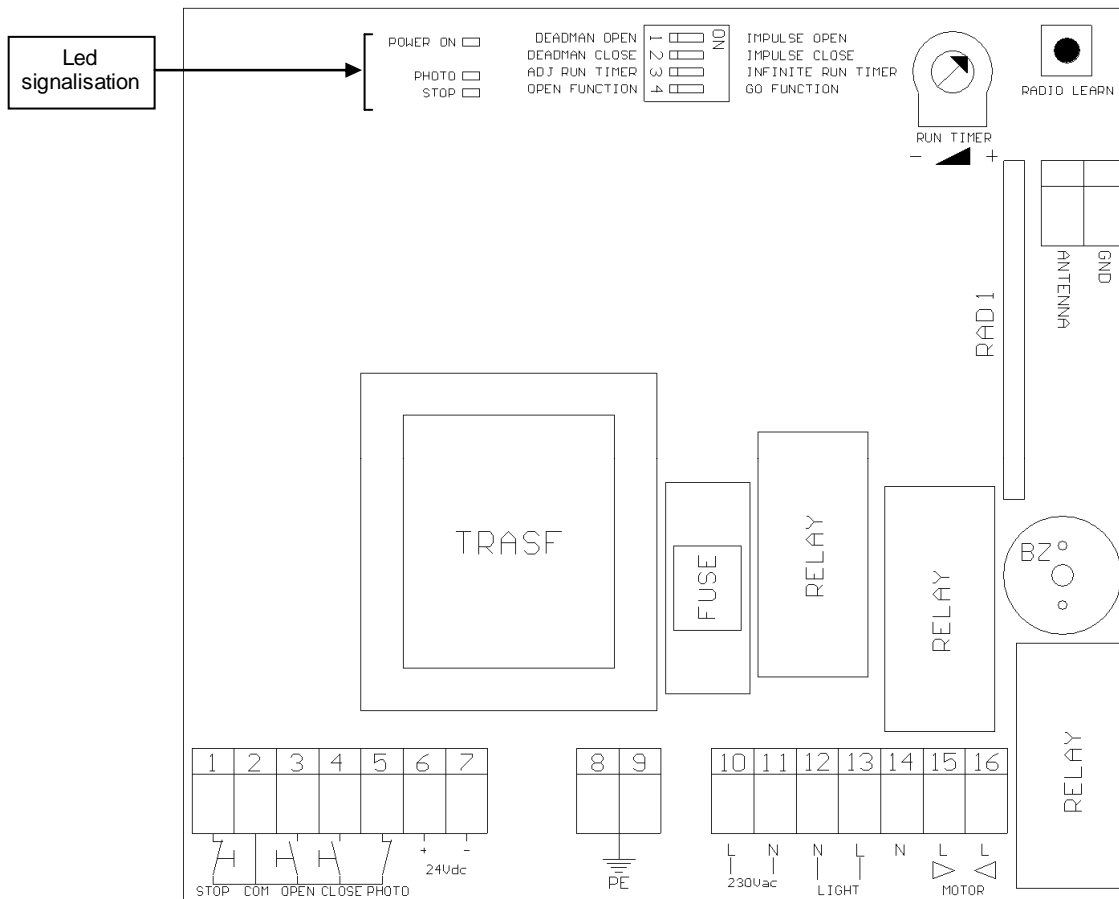 Led
signalisation
POWER ON
PHOTO
STOP
DEADMAN OPEN 1 ON IMPULSE OPEN
DEADMAN CLOSE 2 IMPULSE CLOSE
ADJ RUN TIMER 3 INFINITE RUN TIMER
OPEN FUNCTION 4 GO FUNCTION
RUN TIMER
- +
RADIO LEARN
ANTENNA
GND
RAD1
TRASF
FUSE
RELAY
RELAY
BZ
RELAY
1 2 3 4 5 6 7 8 9 10 11 12 13 14 15 16
+ - L N N L N L L
24Vdc
STOP COM OPEN CLOSE PHOTO PE 230Vac LIGHT MOTOR